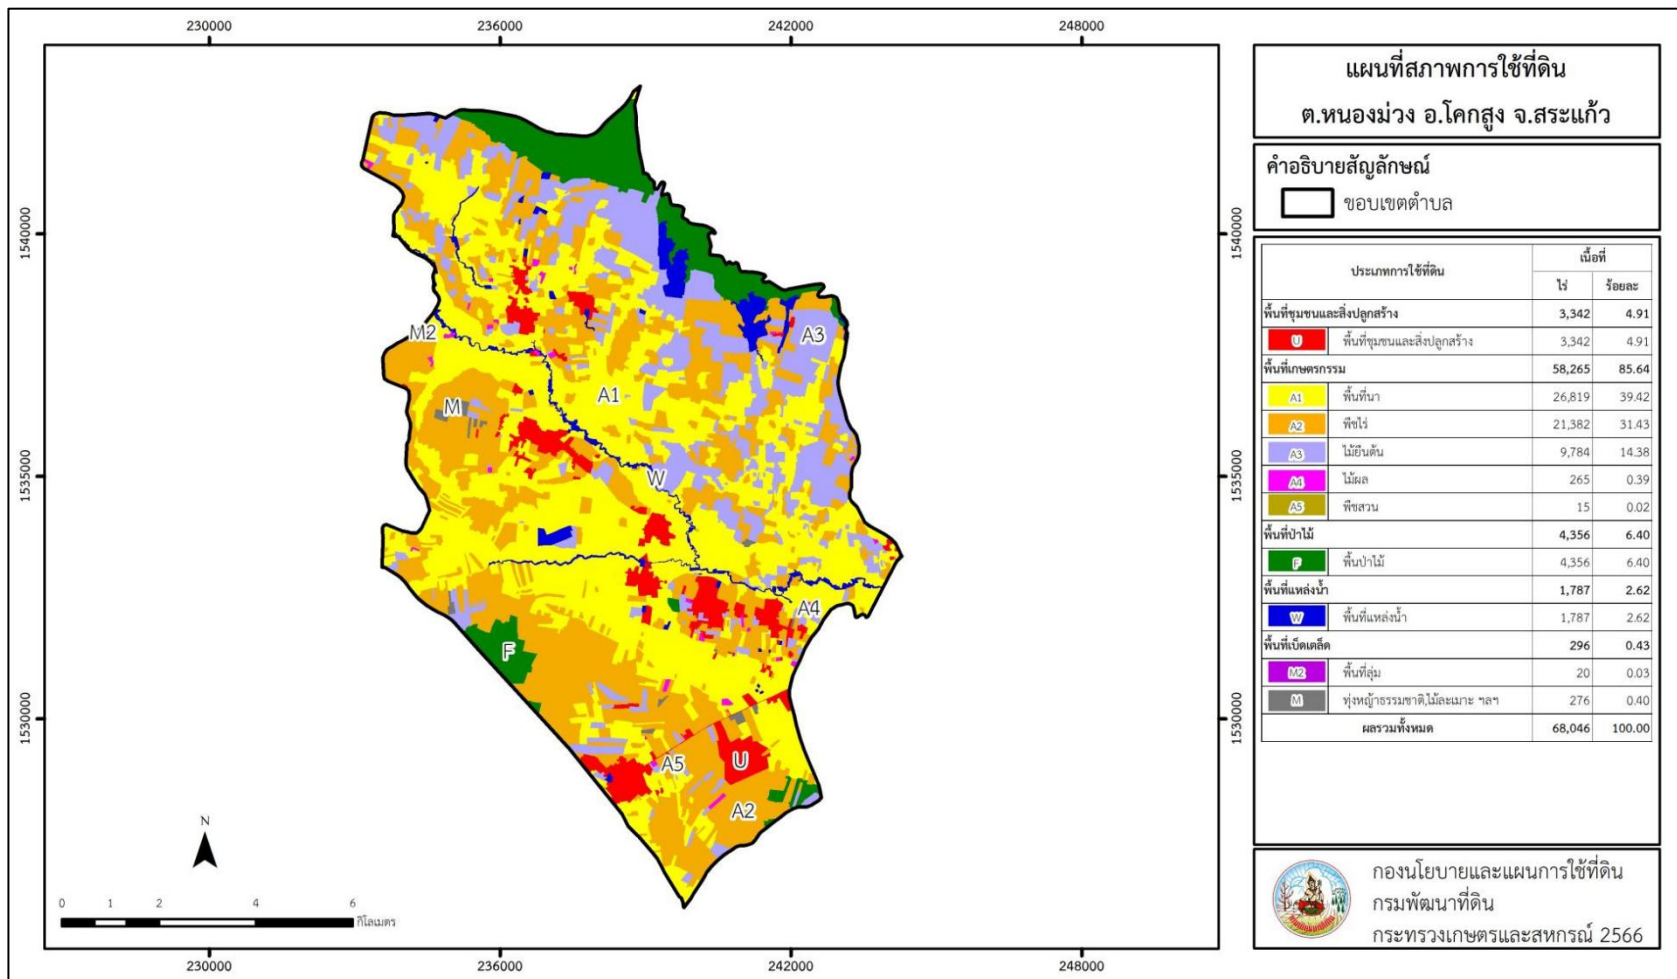 230000 236000 242000 248000
แผนที่สภาพการใช้ที่ดิน
ต.หนองม่วง อ.โคกสูง จ.สระแก้ว
คำอธิบายสัญลักษณ์
ขอบเขตตำบล
ประเภทการใช้ที่ดิน เนื้อที่
ไร่ ร้อยละ
พื้นที่ชุมชนและสิ่งปลูกสร้าง 3,342 4.91
U พื้นที่ชุมชนและสิ่งปลูกสร้าง 3,342 4.91
พื้นที่เกษตรกรรม 58,265 85.64
A1 พื้นที่นา 26,819 39.42
A2 พืชไร่ 21,382 31.43
A3 ไม้ยืนต้น 9,784 14.38
A4 ไม้ผล 265 0.39
A5 พืชสวน 15 0.02
พื้นที่ป่าไม้ 4,356 6.40
F พื้นป่าไม้ 4,356 6.40
พื้นที่แหล่งน้ำ 1,787 2.62
W พื้นที่แหล่งน้ำ 1,787 2.62
พื้นที่เบ็ดเตล็ด 296 0.43
M2 พื้นที่ลุ่ม 20 0.03
M ทุ่งหญ้าธรรมชาติ,ไม้ละเมาะ ฯลฯ 276 0.40
ผลรวมทั้งหมด 68,046 100.00
1540000 1540000
M2 A3
A1
M
1535000 W 1535000
A4
F
1530000 1530000
A5 U
A2
N
0 1 2 4 6
กิโลเมตร
230000 236000 242000 248000
กองนโยบายและแผนการใช้ที่ดิน
กรมพัฒนาที่ดิน
กระทรวงเกษตรและสหกรณ์ 2566